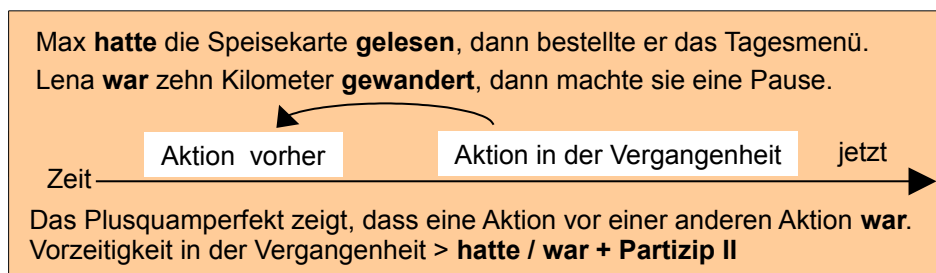 Max hatte die Speisekarte gelesen, dann bestellte er das Tagesmenü.
Lena war zehn Kilometer gewandert, dann machte sie eine Pause.
Aktion vorher
Aktion in der Vergangenheit
jetzt
Zeit
Das Plusquamperfekt zeigt, dass eine Aktion vor einer anderen Aktion war.
Vorzeitigkeit in der Vergangenheit > hatte / war + Partizip II